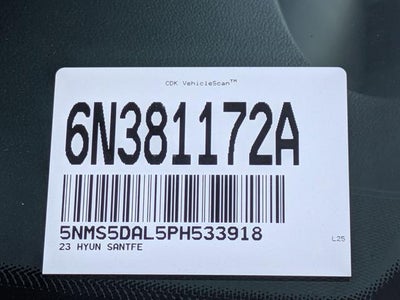 CDK VehicleScan™
6N381172A
5NMS5DAL5PH533918
23 HYUN SANTFE
L25